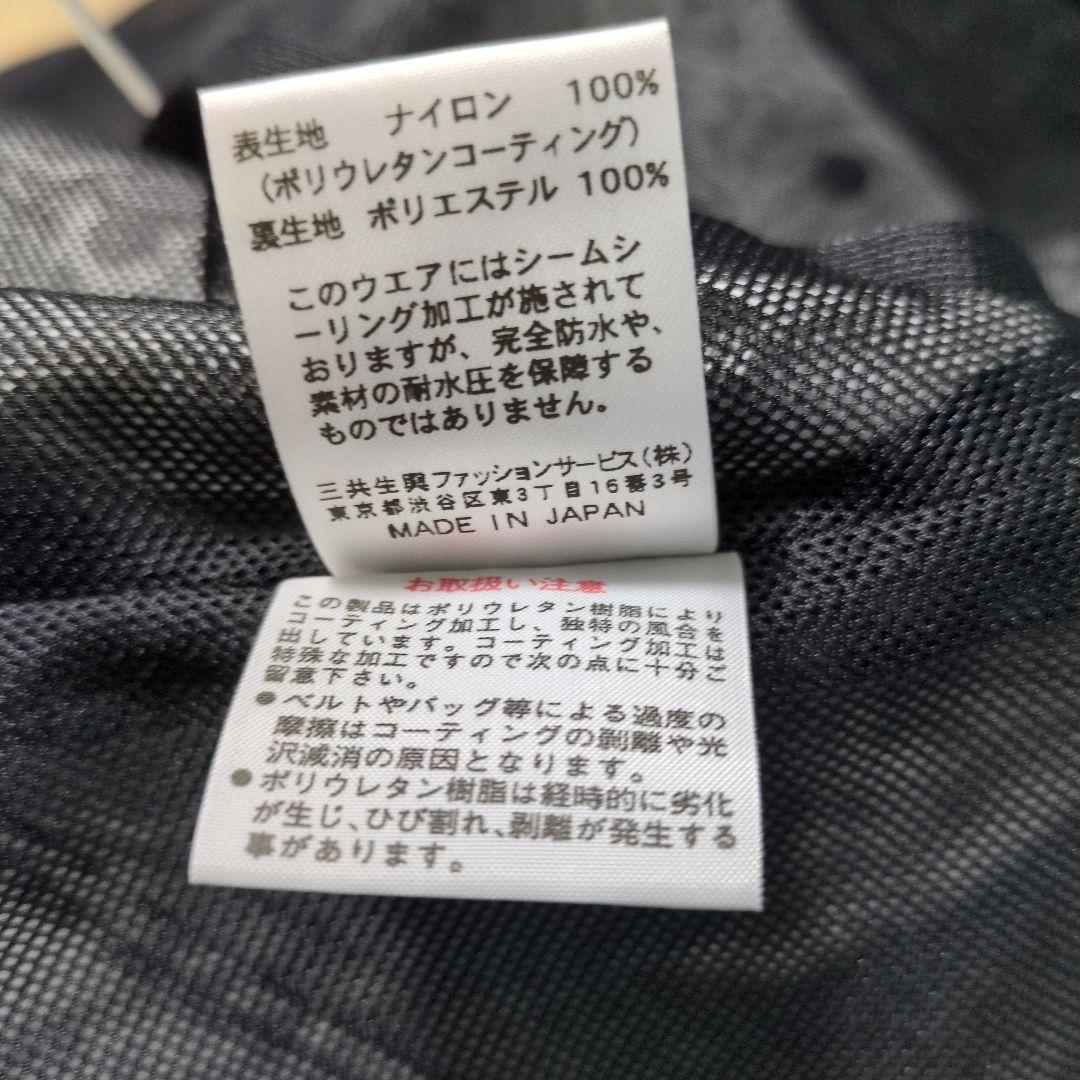 表生地 ナイロン 100%
(ポリウレタンコーティング)
裏生地 ポリエステル 100%
このウエアにはシームシ
ーリング加工が施されて
おりますが、完全防水や、
素材の耐水圧を保障する
ものではありません。
三共生興ファッションサービス(株)
東京都渋谷区東3丁目16番3号
MADE IN JAPAN
お取扱い注意
この製品はポリウレタン樹脂により
コーティング加工し、独特の風合を
出しています。コーティング加工は
特殊な加工ですので次の点に十分ご
留意下さい。
●ベルトやバッグ等による過度の
摩擦はコーティングの剥離や光
沢減消の原因となります。
●ポリウレタン樹脂は経時的に劣化
が生じ、ひび割れ、剥離が発生する
事があります。